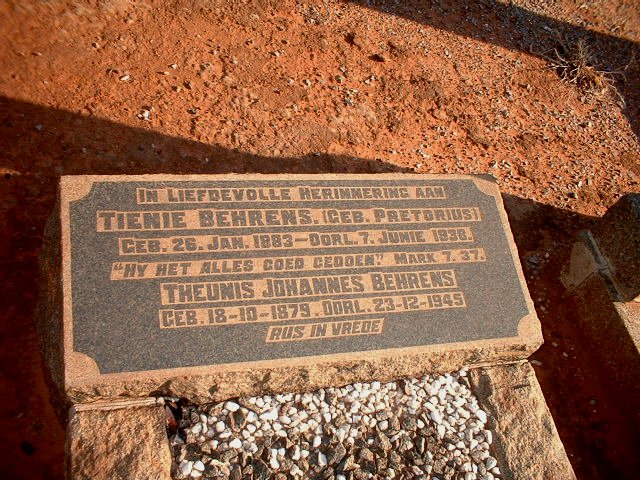 IN LIEFDEVOLLE HERINNERING AAN
TIENIE BEHRENS. (GEB. PRETORIUS)
GEB. 26. JAN. 1883–OORL. 7. JUNIE 1936.
"HY HET ALLES GOED GEDOEN" MARK 7. 37.
THEUNIS JOHANNES BEHRENS
GEB. 18-10-1879. OORL. 23-12-1945
RUS IN VREDE